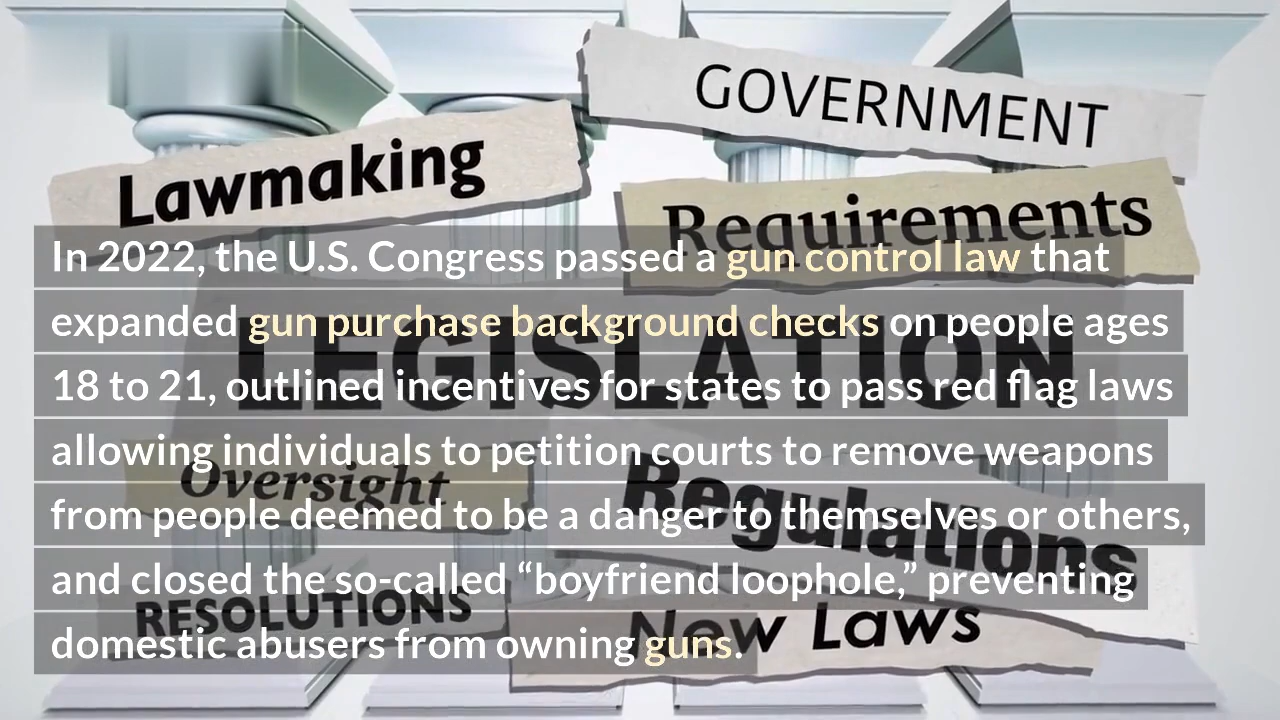 GOVERNMENT
Lawmaking
Requirements
In 2022, the U.S. Congress passed a gun control law that
expanded gun purchase background checks on people ages
LEGISLATION
18 to 21, outlined incentives for states to pass red flag laws
allowing individuals to petition courts to remove weapons
Oversight
Regulations
from people deemed to be a danger to themselves or others,
and closed the so-called “boyfriend loophole,” preventing
RESOLUTIONS
New Laws
domestic abusers from owning guns.